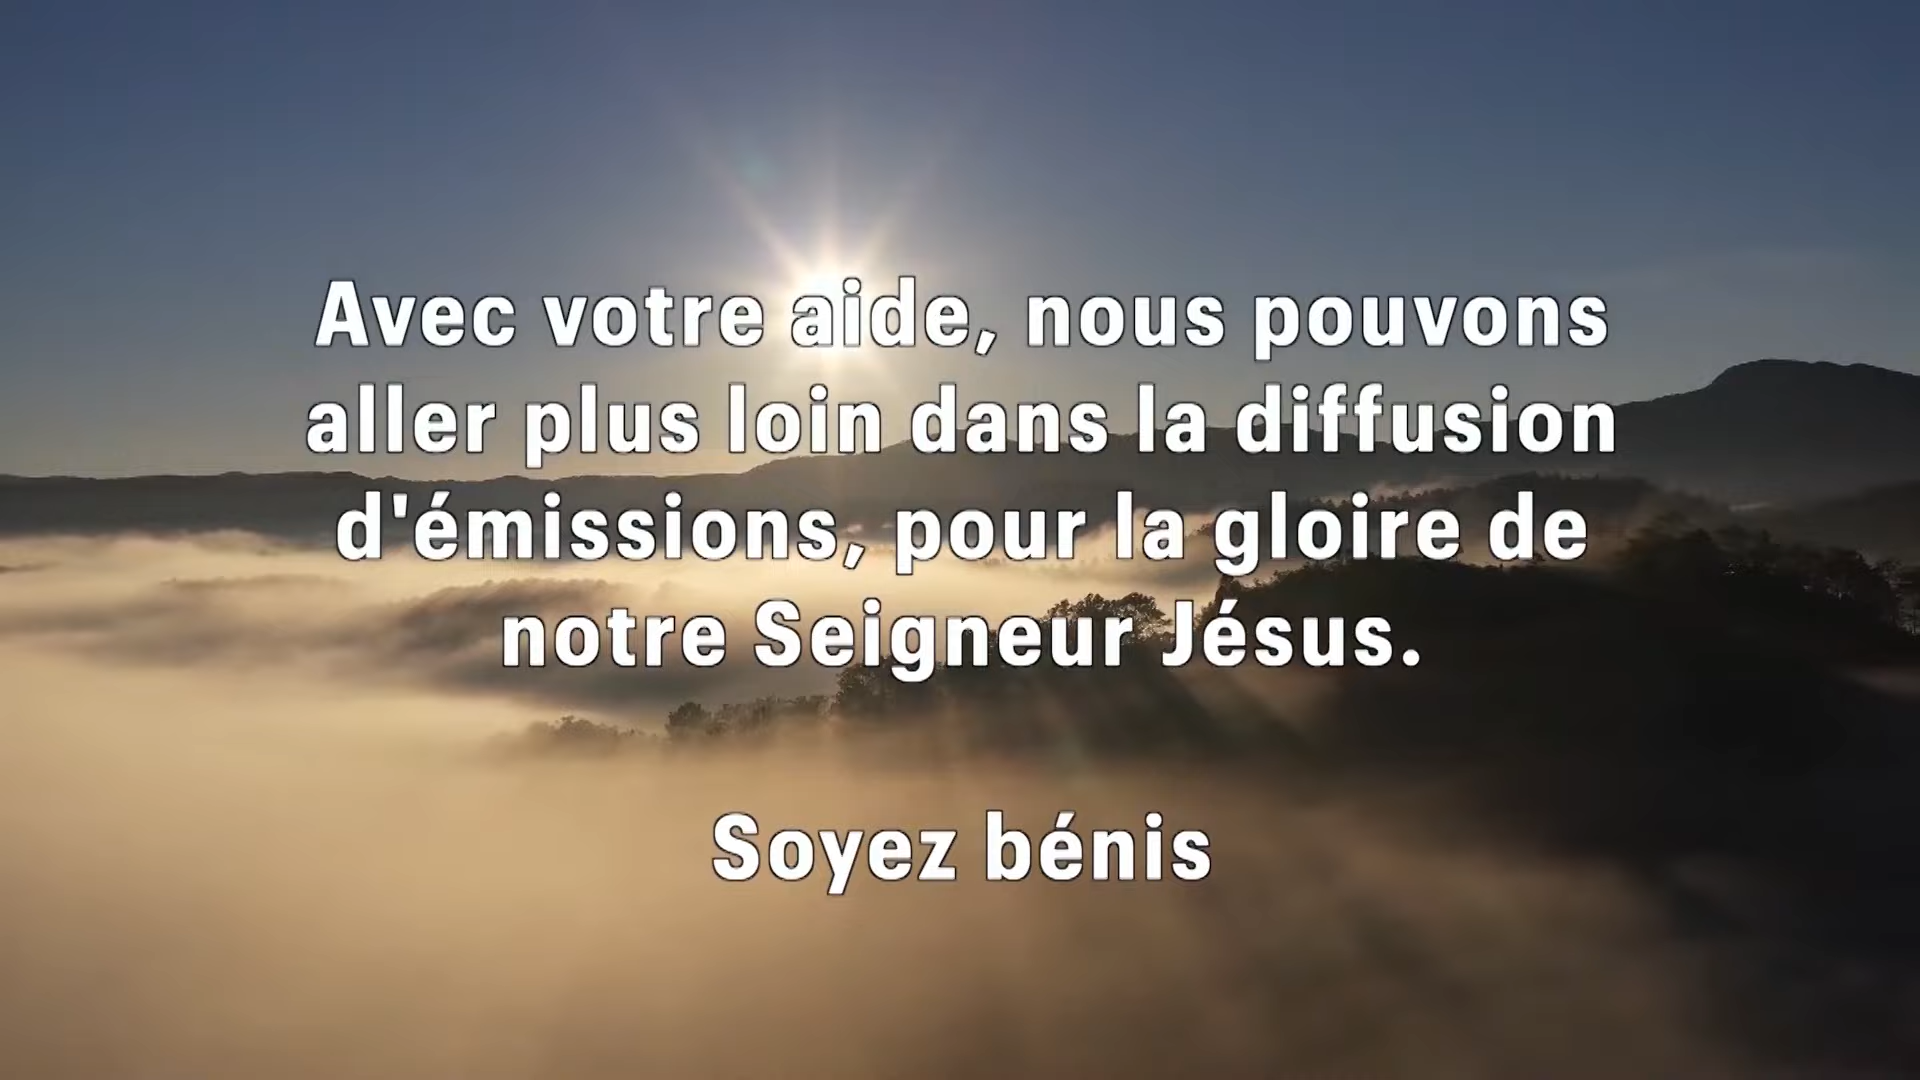 Avec votre aide, nous pouvons
aller plus loin dans la diffusion
d'émissions, pour la gloire de
notre Seigneur Jésus.
Soyez bénis